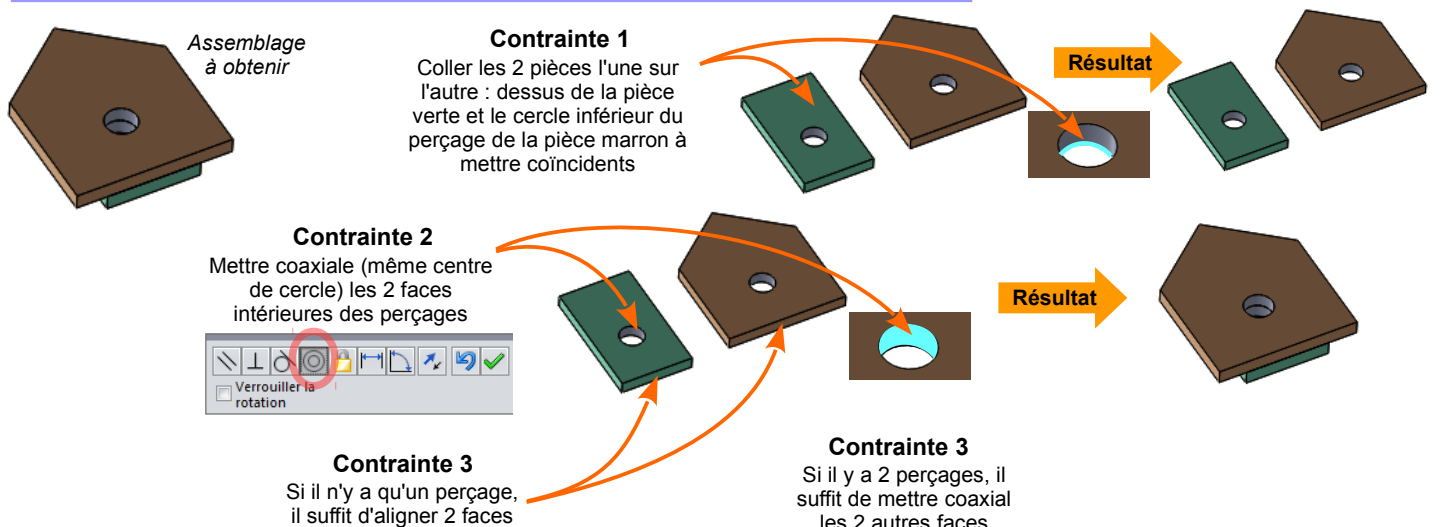 Assemblage
à obtenir
Contrainte 1
Coller les 2 pièces l'une sur
l'autre : dessus de la pièce
verte et le cercle inférieur du
perçage de la pièce marron à
mettre coïncidents
Résultat
Contrainte 2
Mettre coaxiale (même centre
de cercle) les 2 faces
intérieures des perçages
Verrouiller la
rotation
Résultat
Contrainte 3
Si il n'y a qu'un perçage,
il suffit d'aligner 2 faces
Contrainte 3
Si il y a 2 perçages, il
suffit de mettre coaxial
les 2 autres faces